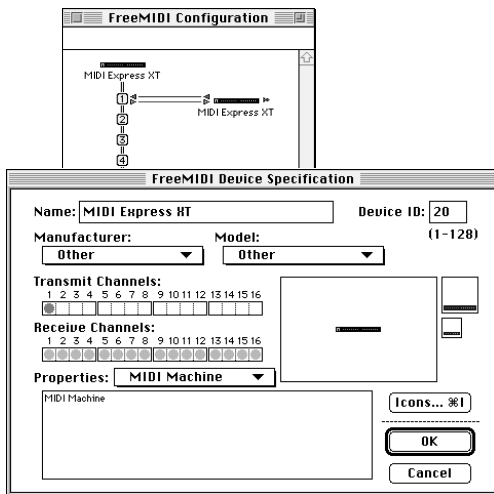 FreeMIDI Configuration
MIDI Express XT
1
MIDI Express XT
2
3
4
FreeMIDI Device Specification
Name: MIDI Express XT
Device ID: 20
(1-128)
Manufacturer:
Other
Model:
Other
Transmit Channels:
1 2 3 4 5 6 7 8 9 10 11 12 13 14 15 16
Receive Channels:
1 2 3 4 5 6 7 8 9 10 11 12 13 14 15 16
Properties: MIDI Machine
MIDI Machine
Icons... ⌘I
OK
Cancel